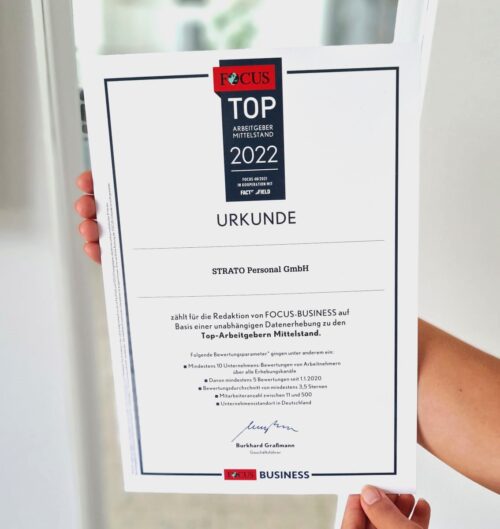 FOCUS
TOP
ARBEITGEBER
MITTELSTAND
2022
IN KOOPERATION MIT
FACT FIELD
URKUNDE
STRATO Personal GmbH
zählt für die Redaktion von FOCUS-BUSINESS auf
Basis einer unabhängigen Datenerhebung zu den
Top-Arbeitgebern Mittelstand.
Folgende Bewertungsparameter* gingen unter anderem ein:
■ Mindestens 10 Unternehmens-Bewertungen von Arbeitnehmern
über alle Erhebungskanäle
■ Davon mindestens 5 Bewertungen seit 1.1.2020
■ Bewertungsdurchschnitt von mindestens 3,5 Sternen
■ Mitarbeiteranzahl zwischen 11 und 500
■ Unternehmensstandort in Deutschland
Burkhard Graßmann
Geschäftsführer
FOCUS BUSINESS